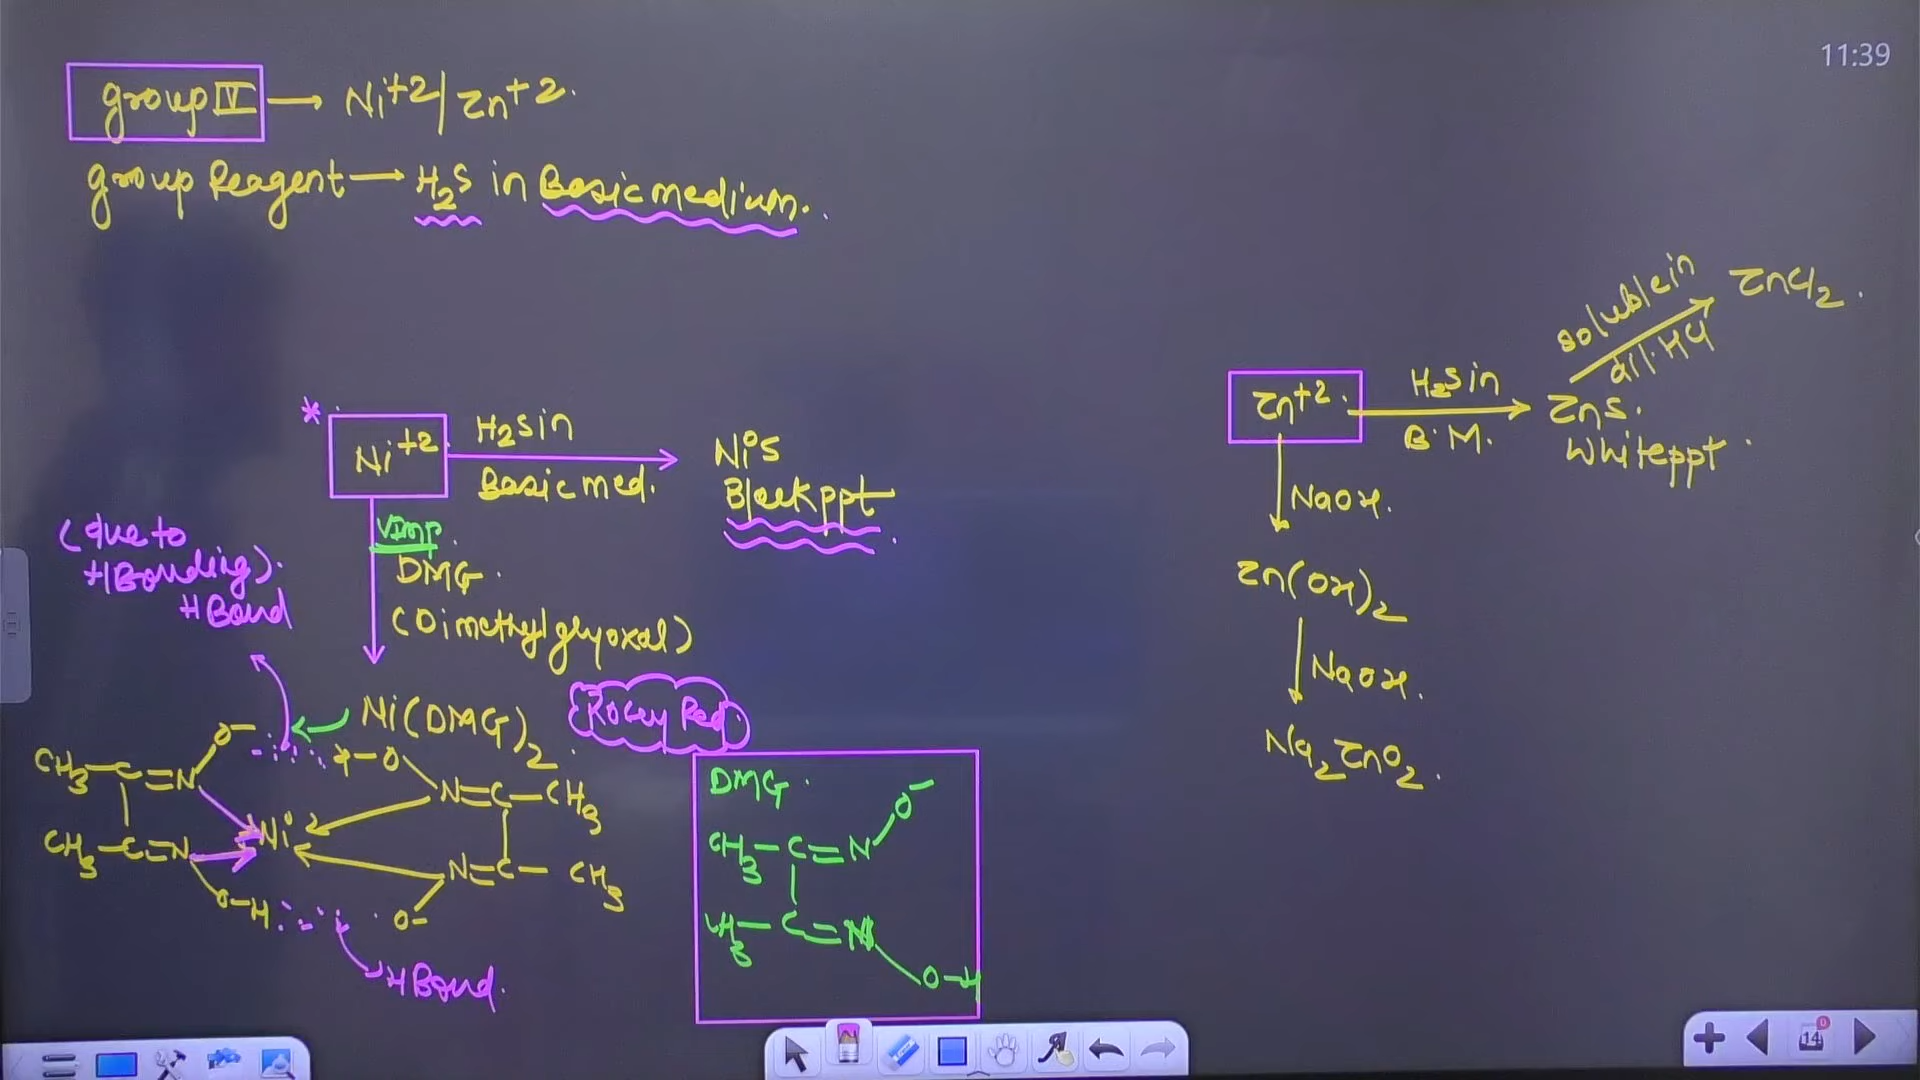 11:39
group IV → Ni+2/Zn+2.
group Reagent → H2S in Basic medium.
* Ni+2 H2S in Basic med. → NiS
Black ppt
VImp.
DMG.
(Dimethyl glyoxal)
(due to
H Bonding).
H Bond
Ni(DMG)2.
Rosy Red.
O- H-O
CH3-C=N N=C-CH3
Ni+2
CH3-C=N N=C-CH3
O-H O-
H Bond.
DMG.
O-
CH3-C=N
CH3-C=N
O-H
Zn+2. H2S in B.M. → ZnS.
White ppt.
soluble in
dil. HCl
ZnCl2.
NaOH.
Zn(OH)2
NaOH.
Na2ZnO2.
14
0